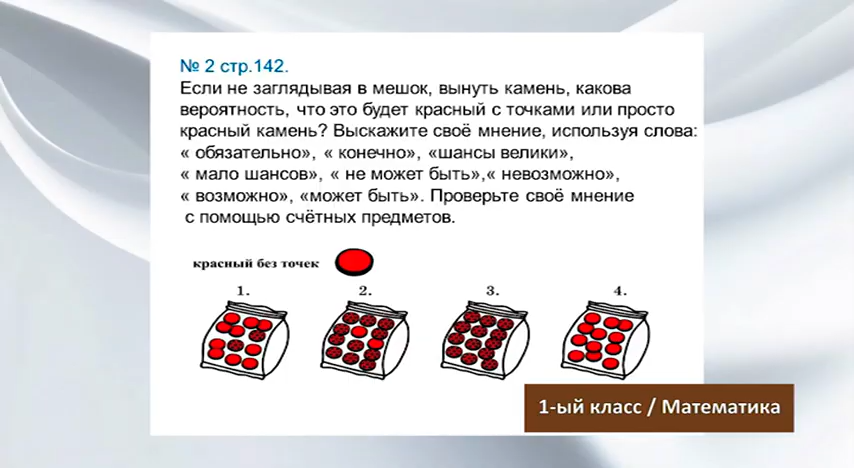 № 2 стр.142.
Если не заглядывая в мешок, вынуть камень, какова
вероятность, что это будет красный с точками или просто
красный камень? Выскажите своё мнение, используя слова:
« обязательно», « конечно», «шансы велики»,
« мало шансов», « не может быть»,« невозможно»,
« возможно», «может быть». Проверьте своё мнение
с помощью счётных предметов.
красный без точек
1. 2. 3. 4.
1-ый класс / Математика